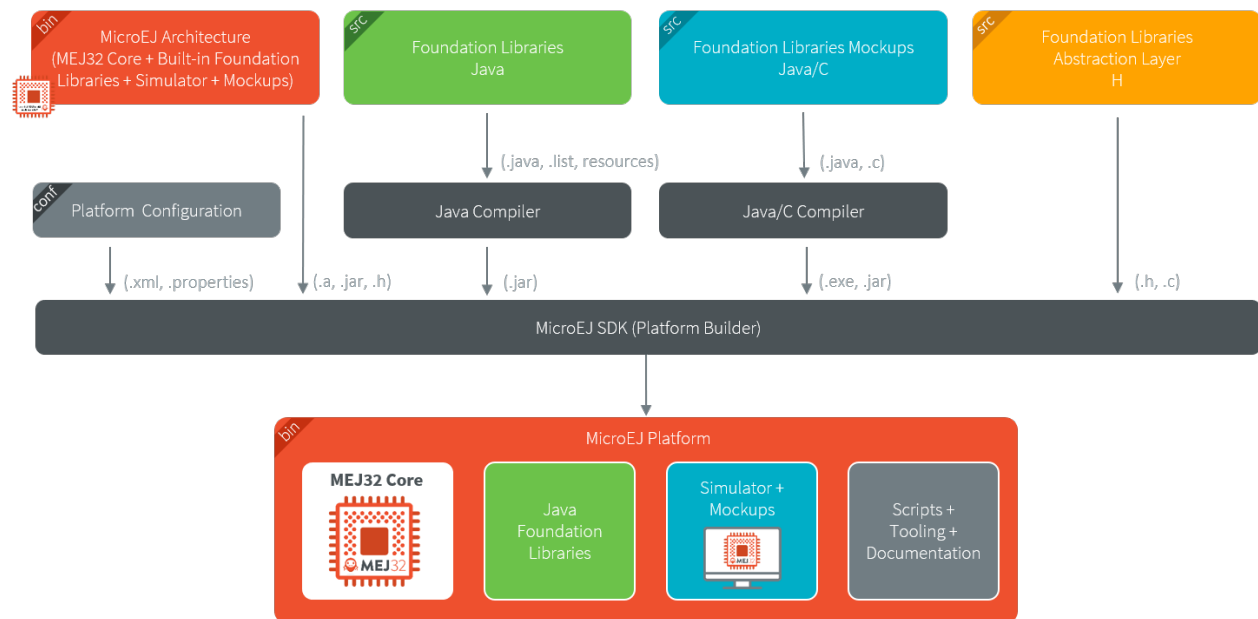 bin
MicroEJ Architecture
(MEJ32 Core + Built-in Foundation
Libraries + Simulator + Mockups)
src
Foundation Libraries
Java
src
Foundation Libraries Mockups
Java/C
src
Foundation Libraries
Abstraction Layer
H
(.java, .list, resources)
(.java, .c)
conf
Platform Configuration
Java Compiler
Java/C Compiler
(.xml, .properties)
(.a, .jar, .h)
(.jar)
(.exe, .jar)
(.h, .c)
MicroEJ SDK (Platform Builder)
bin
MicroEJ Platform
MEJ32 Core
MEJ32
Java
Foundation
Libraries
Simulator +
Mockups
Scripts +
Tooling +
Documentation